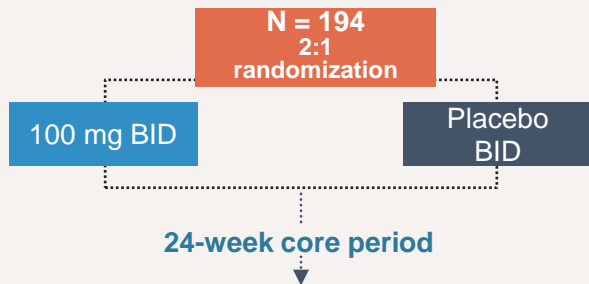 N = 194
2:1
randomization
100 mg BID
Placebo
BID
24-week core period